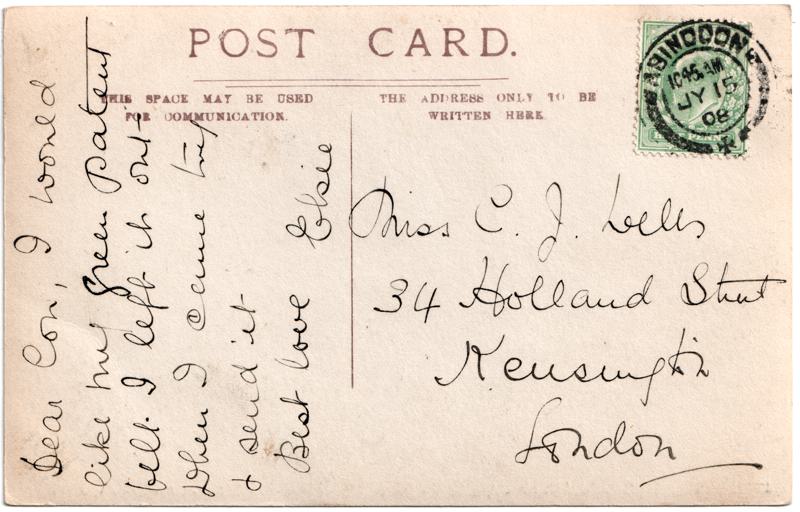 POST CARD.
THIS SPACE MAY BE USED
FOR COMMUNICATION.
THE ADDRESS ONLY TO BE
WRITTEN HERE.
ABINGDON
10.45 AM
JY 15
08
Dear Con, I would
like my green patent
belt. I left it out
when I came
& send it
Best love Elsie
Miss C. J. Wells
34 Holland Street
Kensington
London